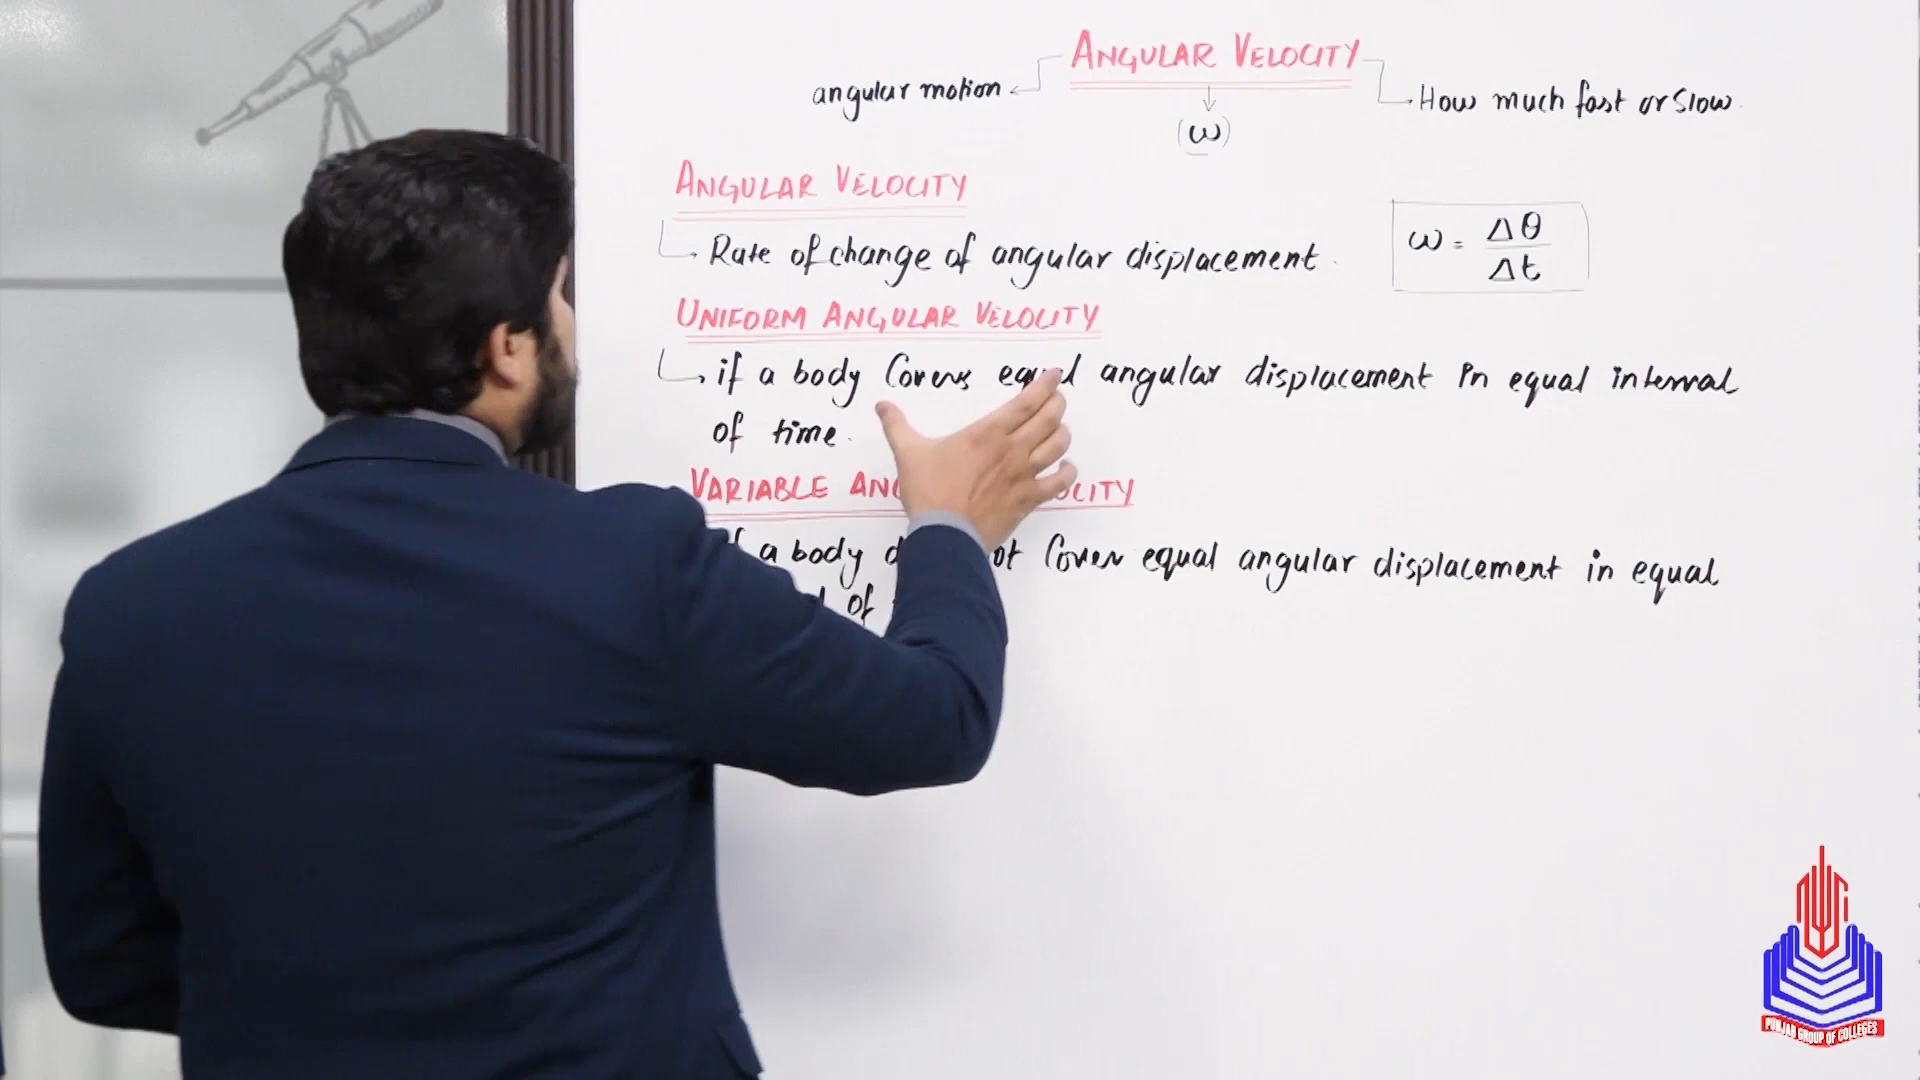 ANGULAR VELOCITY
angular motion
How much fast or slow.
(ω)
ANGULAR VELOCITY
Rate of change of angular displacement.
ω = Δθ / Δt
UNIFORM ANGULAR VELOCITY
if a body Covers equal angular displacement in equal interval
of time.
VARIABLE
a body Cover equal angular displacement in equal
of
PUNJAB GROUP OF COLLEGES